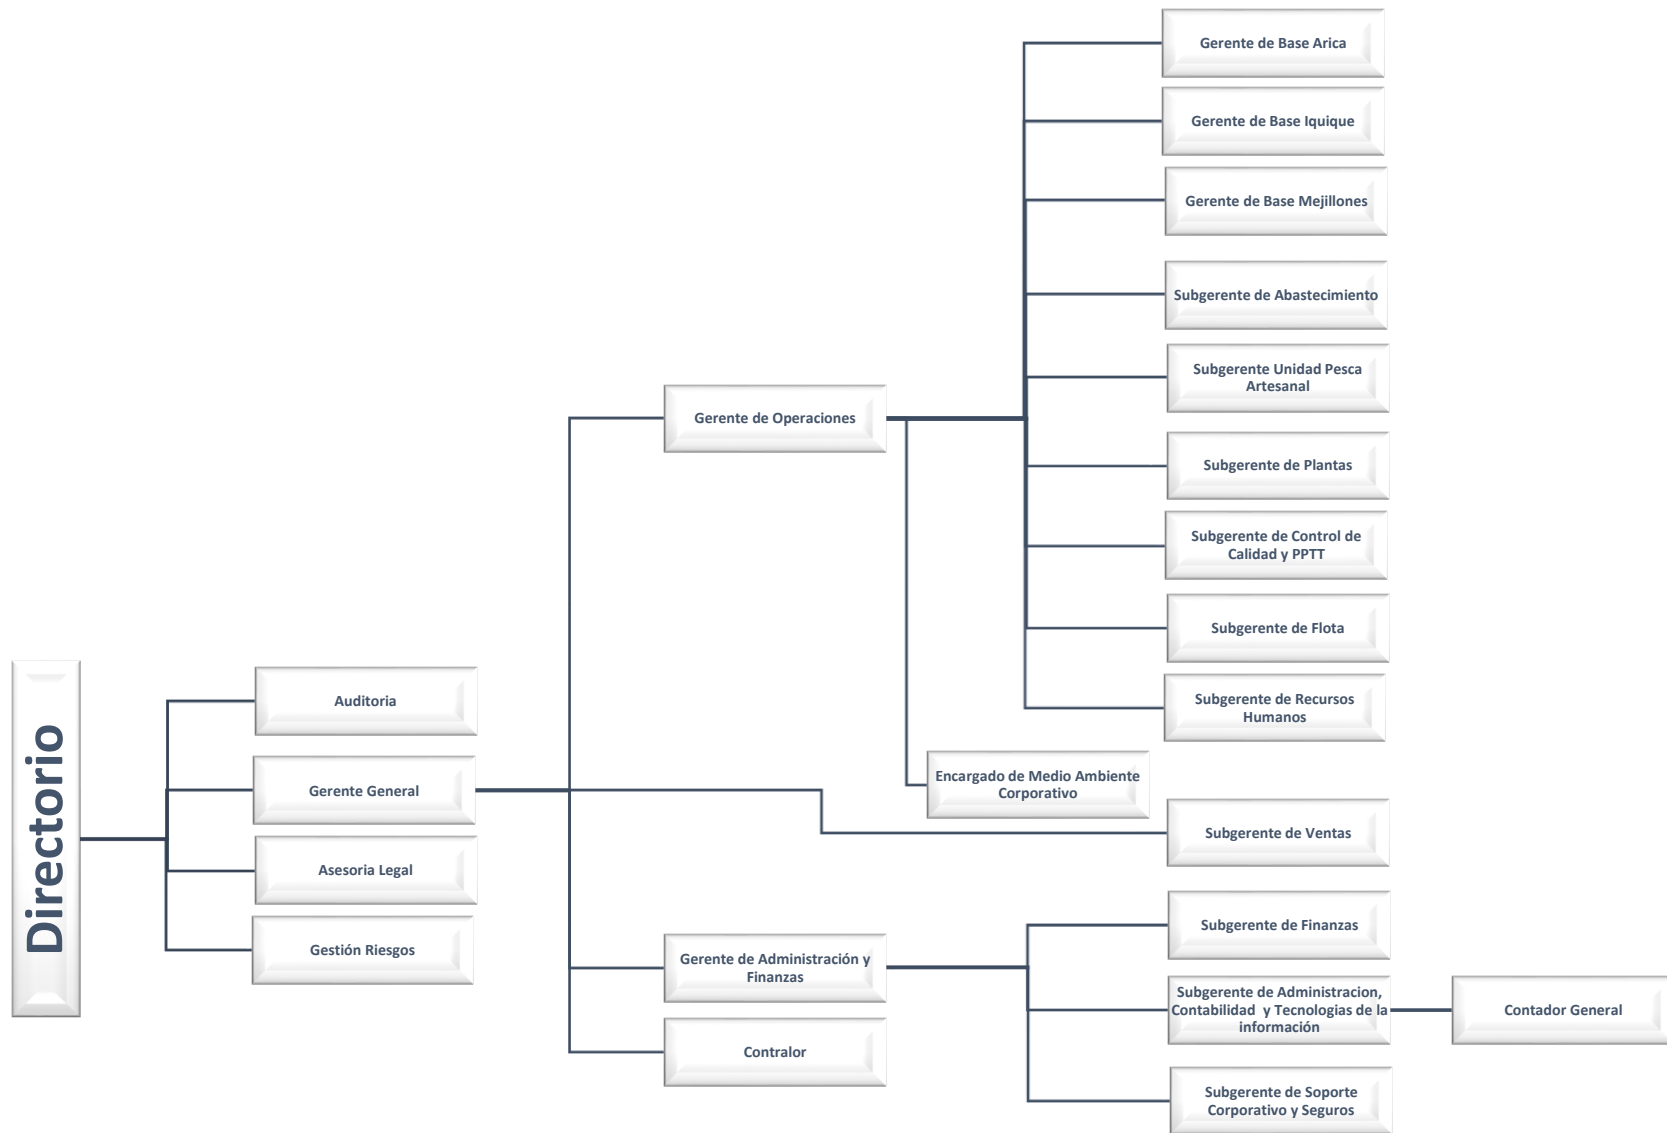 Directorio
Auditoria
Gerente General
Asesoria Legal
Gestión Riesgos
Gerente de Operaciones
Gerente de Administración y
Finanzas
Contralor
Encargado de Medio Ambiente
Corporativo
Gerente de Base Arica
Gerente de Base Iquique
Gerente de Base Mejillones
Subgerente de Abastecimiento
Subgerente Unidad Pesca
Artesanal
Subgerente de Plantas
Subgerente de Control de
Calidad y PPTT
Subgerente de Flota
Subgerente de Recursos
Humanos
Subgerente de Ventas
Subgerente de Finanzas
Subgerente de Administracion,
Contabilidad  y Tecnologias de la
información
Subgerente de Soporte
Corporativo y Seguros
Contador General